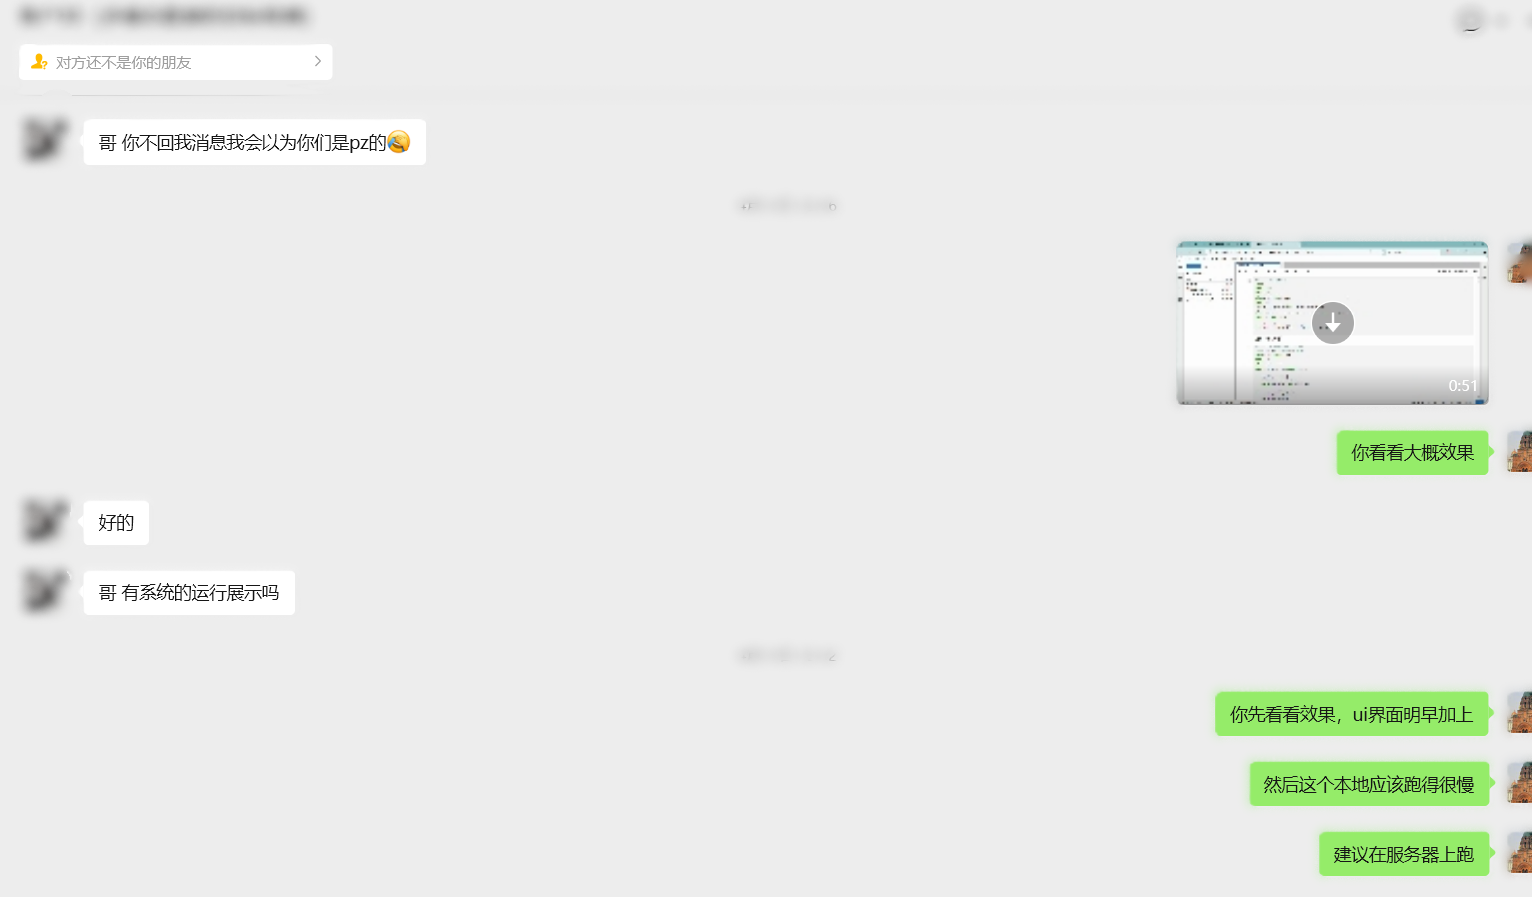 对方还不是你的朋友
哥 你不回我消息我会以为你们是pz的🤣
0:51
你看看大概效果
好的
哥 有系统的运行展示吗
你先看看效果，ui界面明早加上
然后这个本地应该跑得很慢
建议在服务器上跑